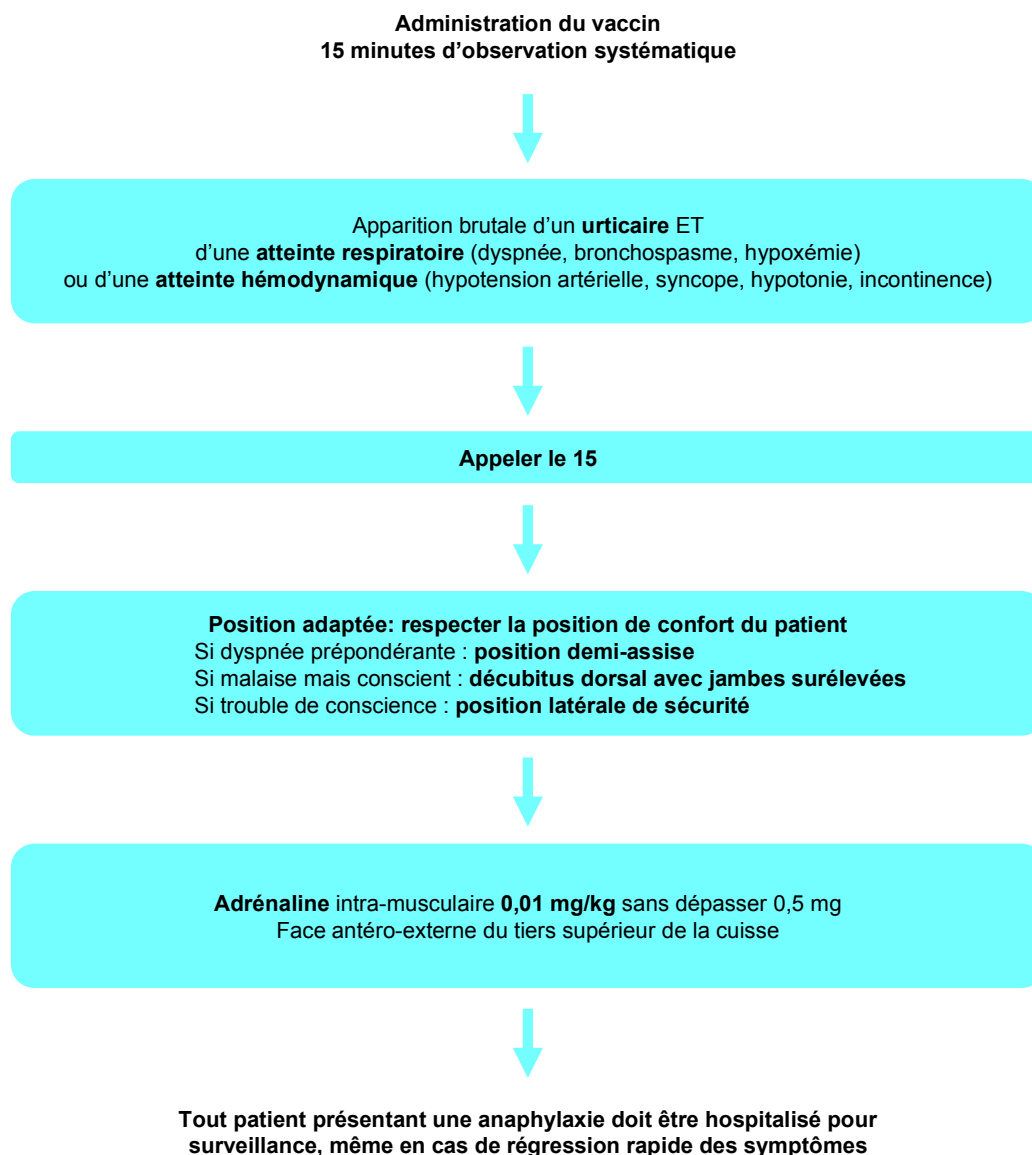 Administration du vaccin
15 minutes d’observation systématique
Apparition brutale d’un urticaire ET
d’une atteinte respiratoire (dyspnée, bronchospasme, hypoxémie)
ou d’une atteinte hémodynamique (hypotension artérielle, syncope, hypotonie, incontinence)
Appeler le 15
Position adaptée: respecter la position de confort du patient
Si dyspnée prépondérante : position demi-assise
Si malaise mais conscient : décubitus dorsal avec jambes surélevées
Si trouble de conscience : position latérale de sécurité
Adrénaline intra-musculaire 0,01 mg/kg sans dépasser 0,5 mg
Face antéro-externe du tiers supérieur de la cuisse
Tout patient présentant une anaphylaxie doit être hospitalisé pour
surveillance, même en cas de régression rapide des symptômes